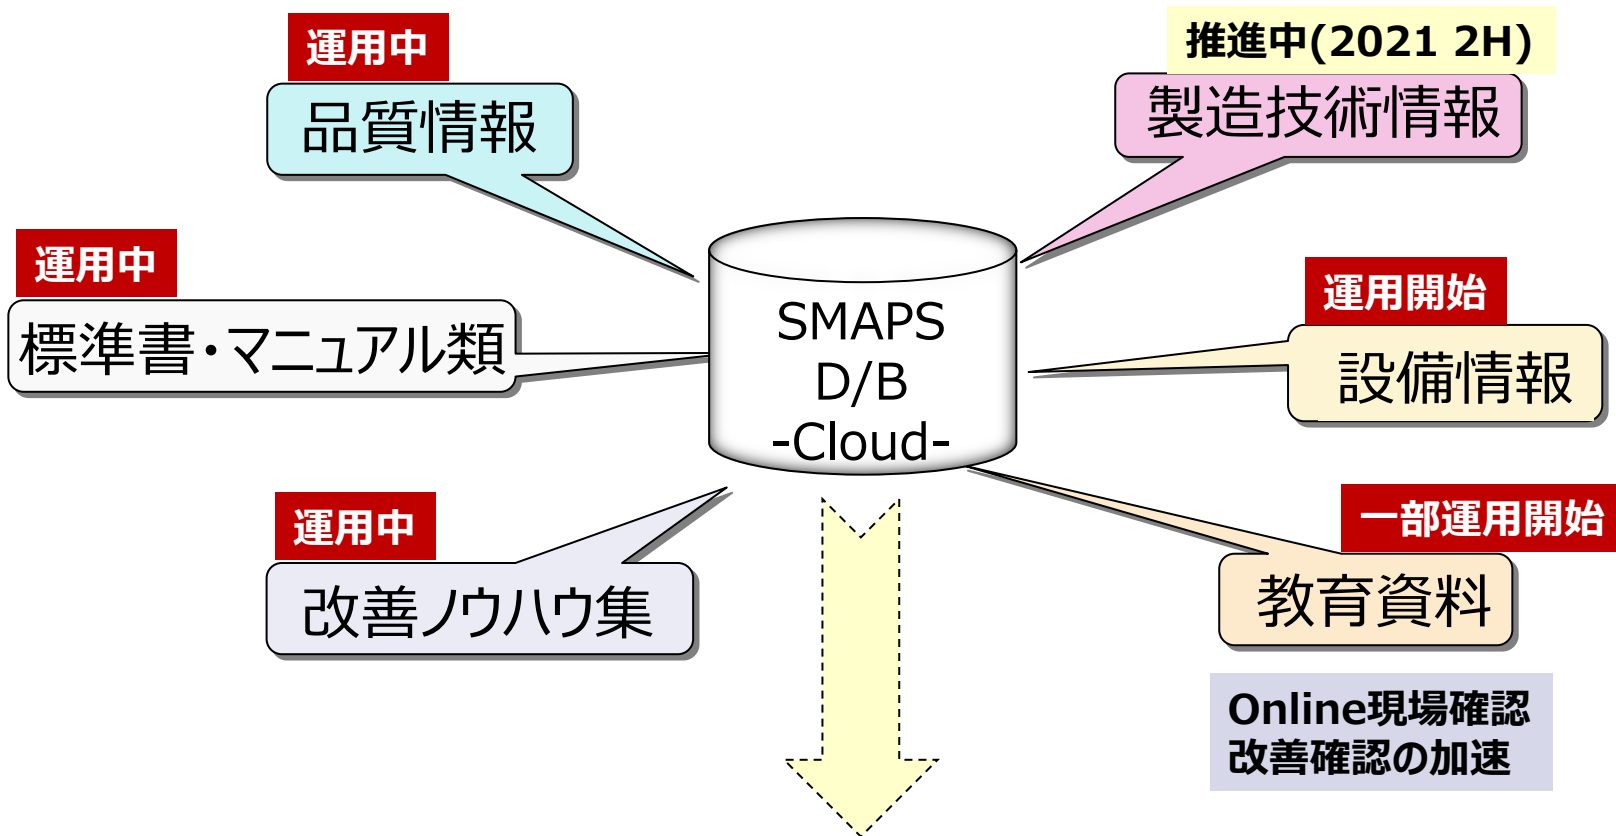 運用中
品質情報
推進中(2021 2H)
製造技術情報
運用中
標準書・マニュアル類
SMAPS
D/B
-Cloud-
運用開始
設備情報
運用中
改善ノウハウ集
一部運用開始
教育資料
Online現場確認
改善確認の加速